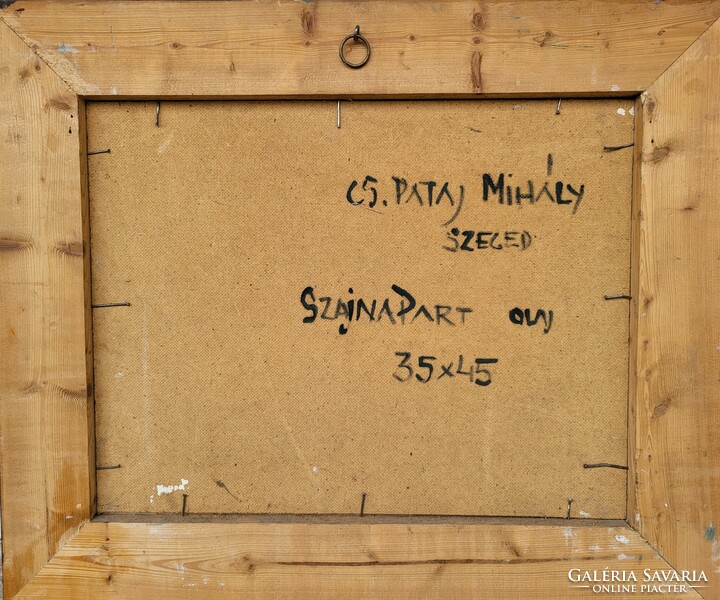 CS. PATAJ MIHÁLY
SZEGED
SZAJNAPART OLAJ
35x45
GALÉRIA SAVARIA
ONLINE PIACTÉR